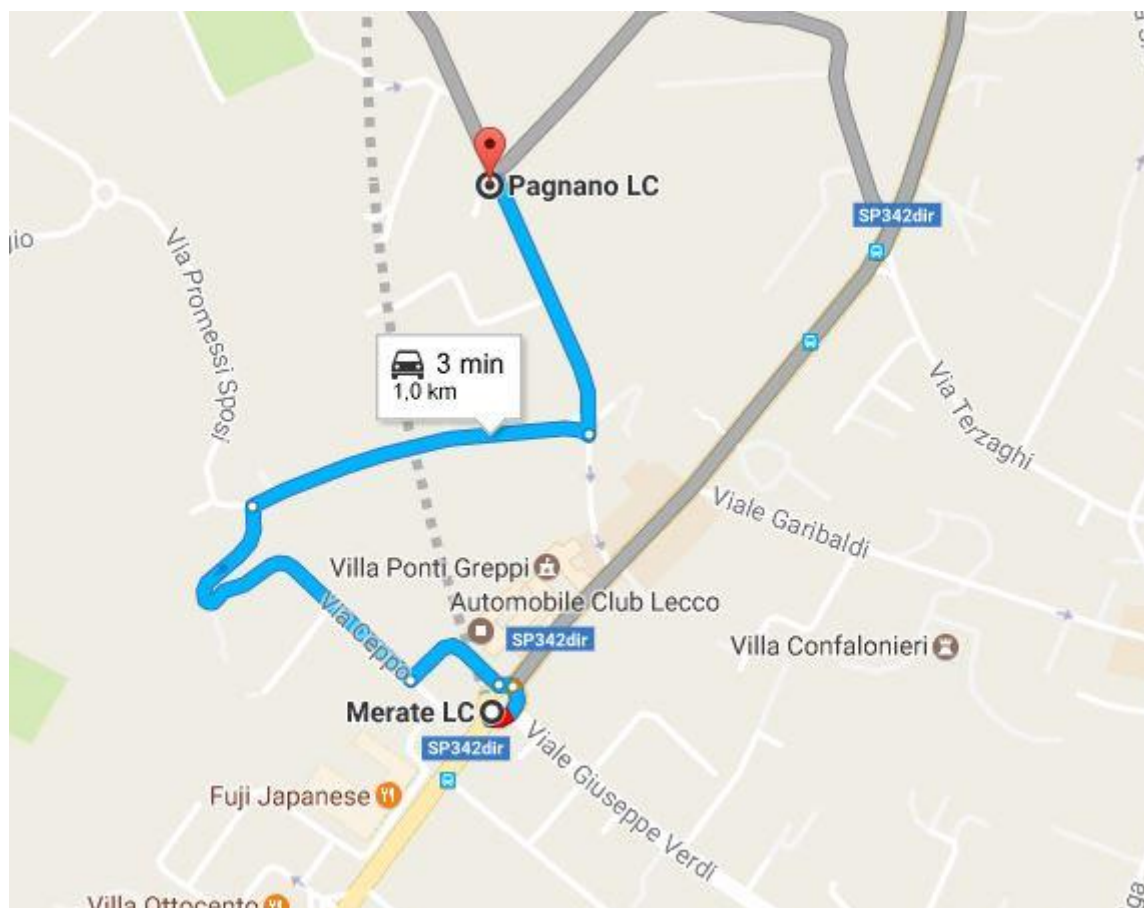 Pagnano LC
SP342dir
gio
Via Promessi Sposi
3 min
1,0 km
Via Terzaghi
Viale Garibaldi
Villa Ponti Greppi
Automobile Club Lecco
SP342dir
Villa Confalonieri
Via Ceppo
Merate LC
SP342dir
Viale Giuseppe Verdi
Fuji Japanese
Villa Ottocento